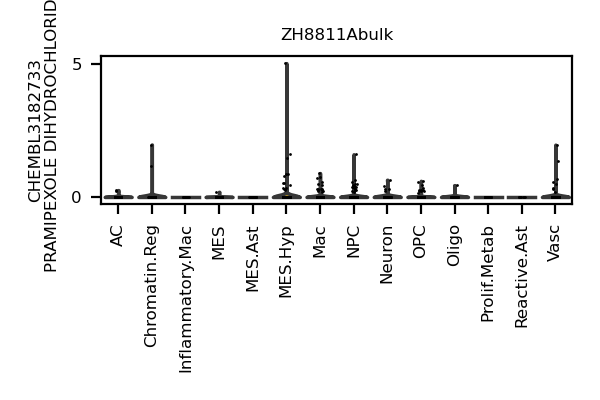 ZH8811Abulk
CHEMBL3182733
PRAMIPEXOLE DIHYDROCHLORID
5
0
AC
Chromatin.Reg
Inflammatory.Mac
MES
MES.Ast
MES.Hyp
Mac
NPC
Neuron
OPC
Oligo
Prolif.Metab
Reactive.Ast
Vasc